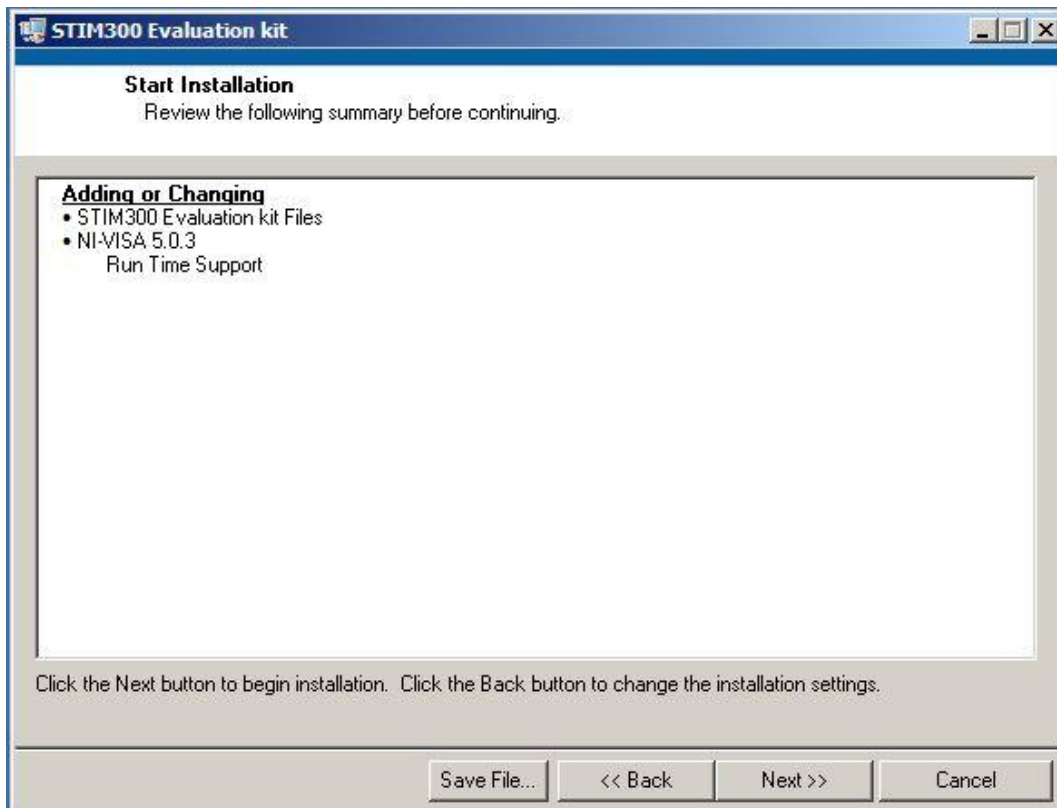 STIM300 Evaluation kit
Start Installation
Review the following summary before continuing.
Adding or Changing
• STIM300 Evaluation kit Files
• NI-VISA 5.0.3
Run Time Support
Click the Next button to begin installation. Click the Back button to change the installation settings.
Save File... << Back Next >> Cancel